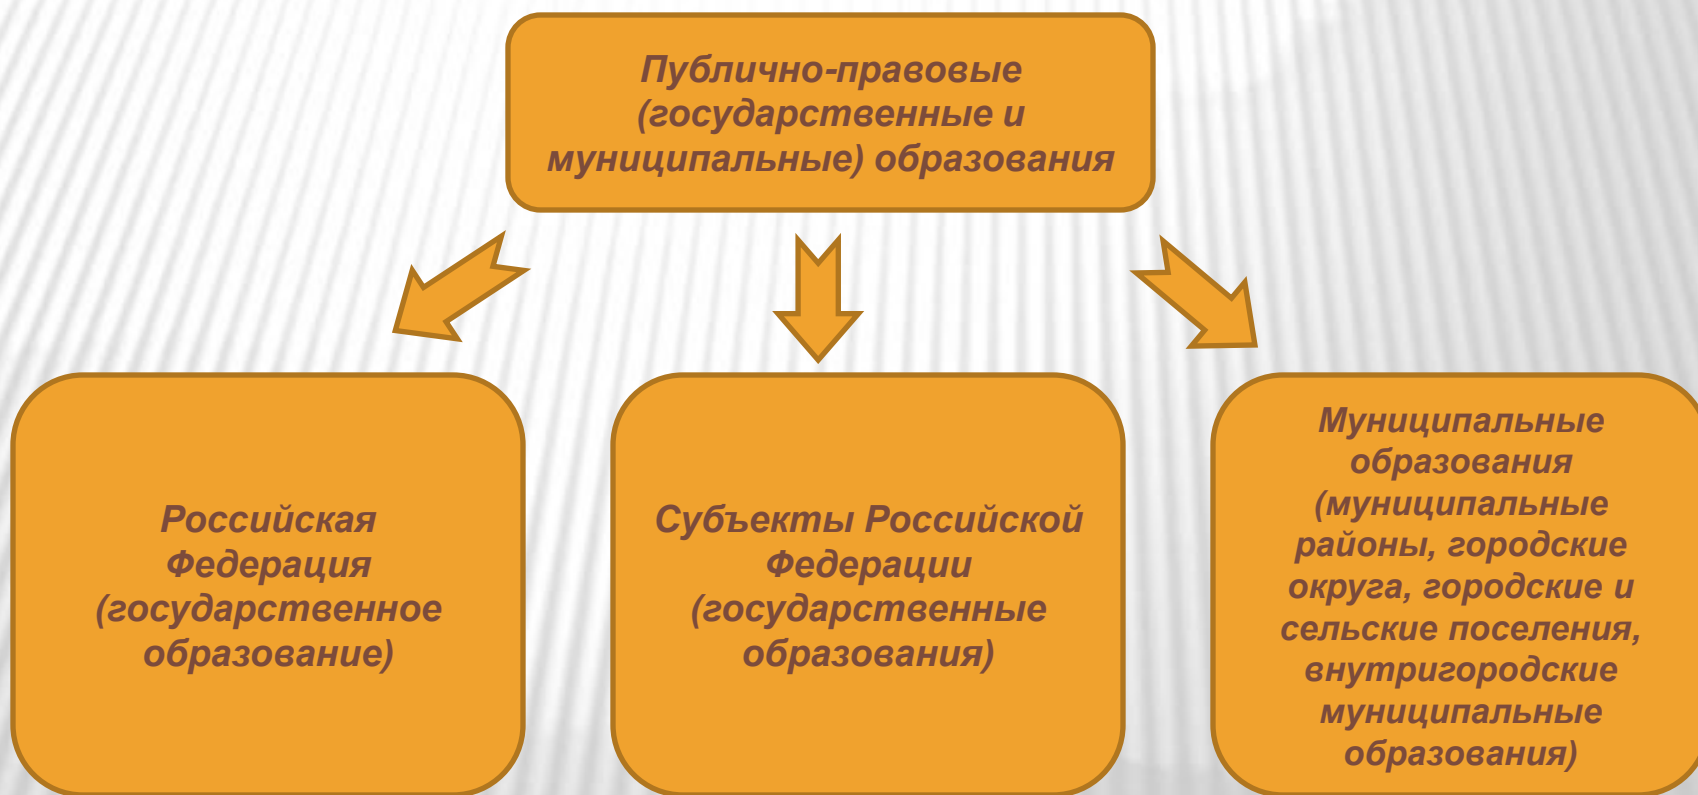 Публично-правовые
(государственные и
муниципальные) образования
Российская
Федерация
(государственное
образование)
Субъекты Российской
Федерации
(государственные
образования)
Муниципальные
образования
(муниципальные
районы, городские
округа, городские и
сельские поселения,
внутригородские
муниципальные
образования)